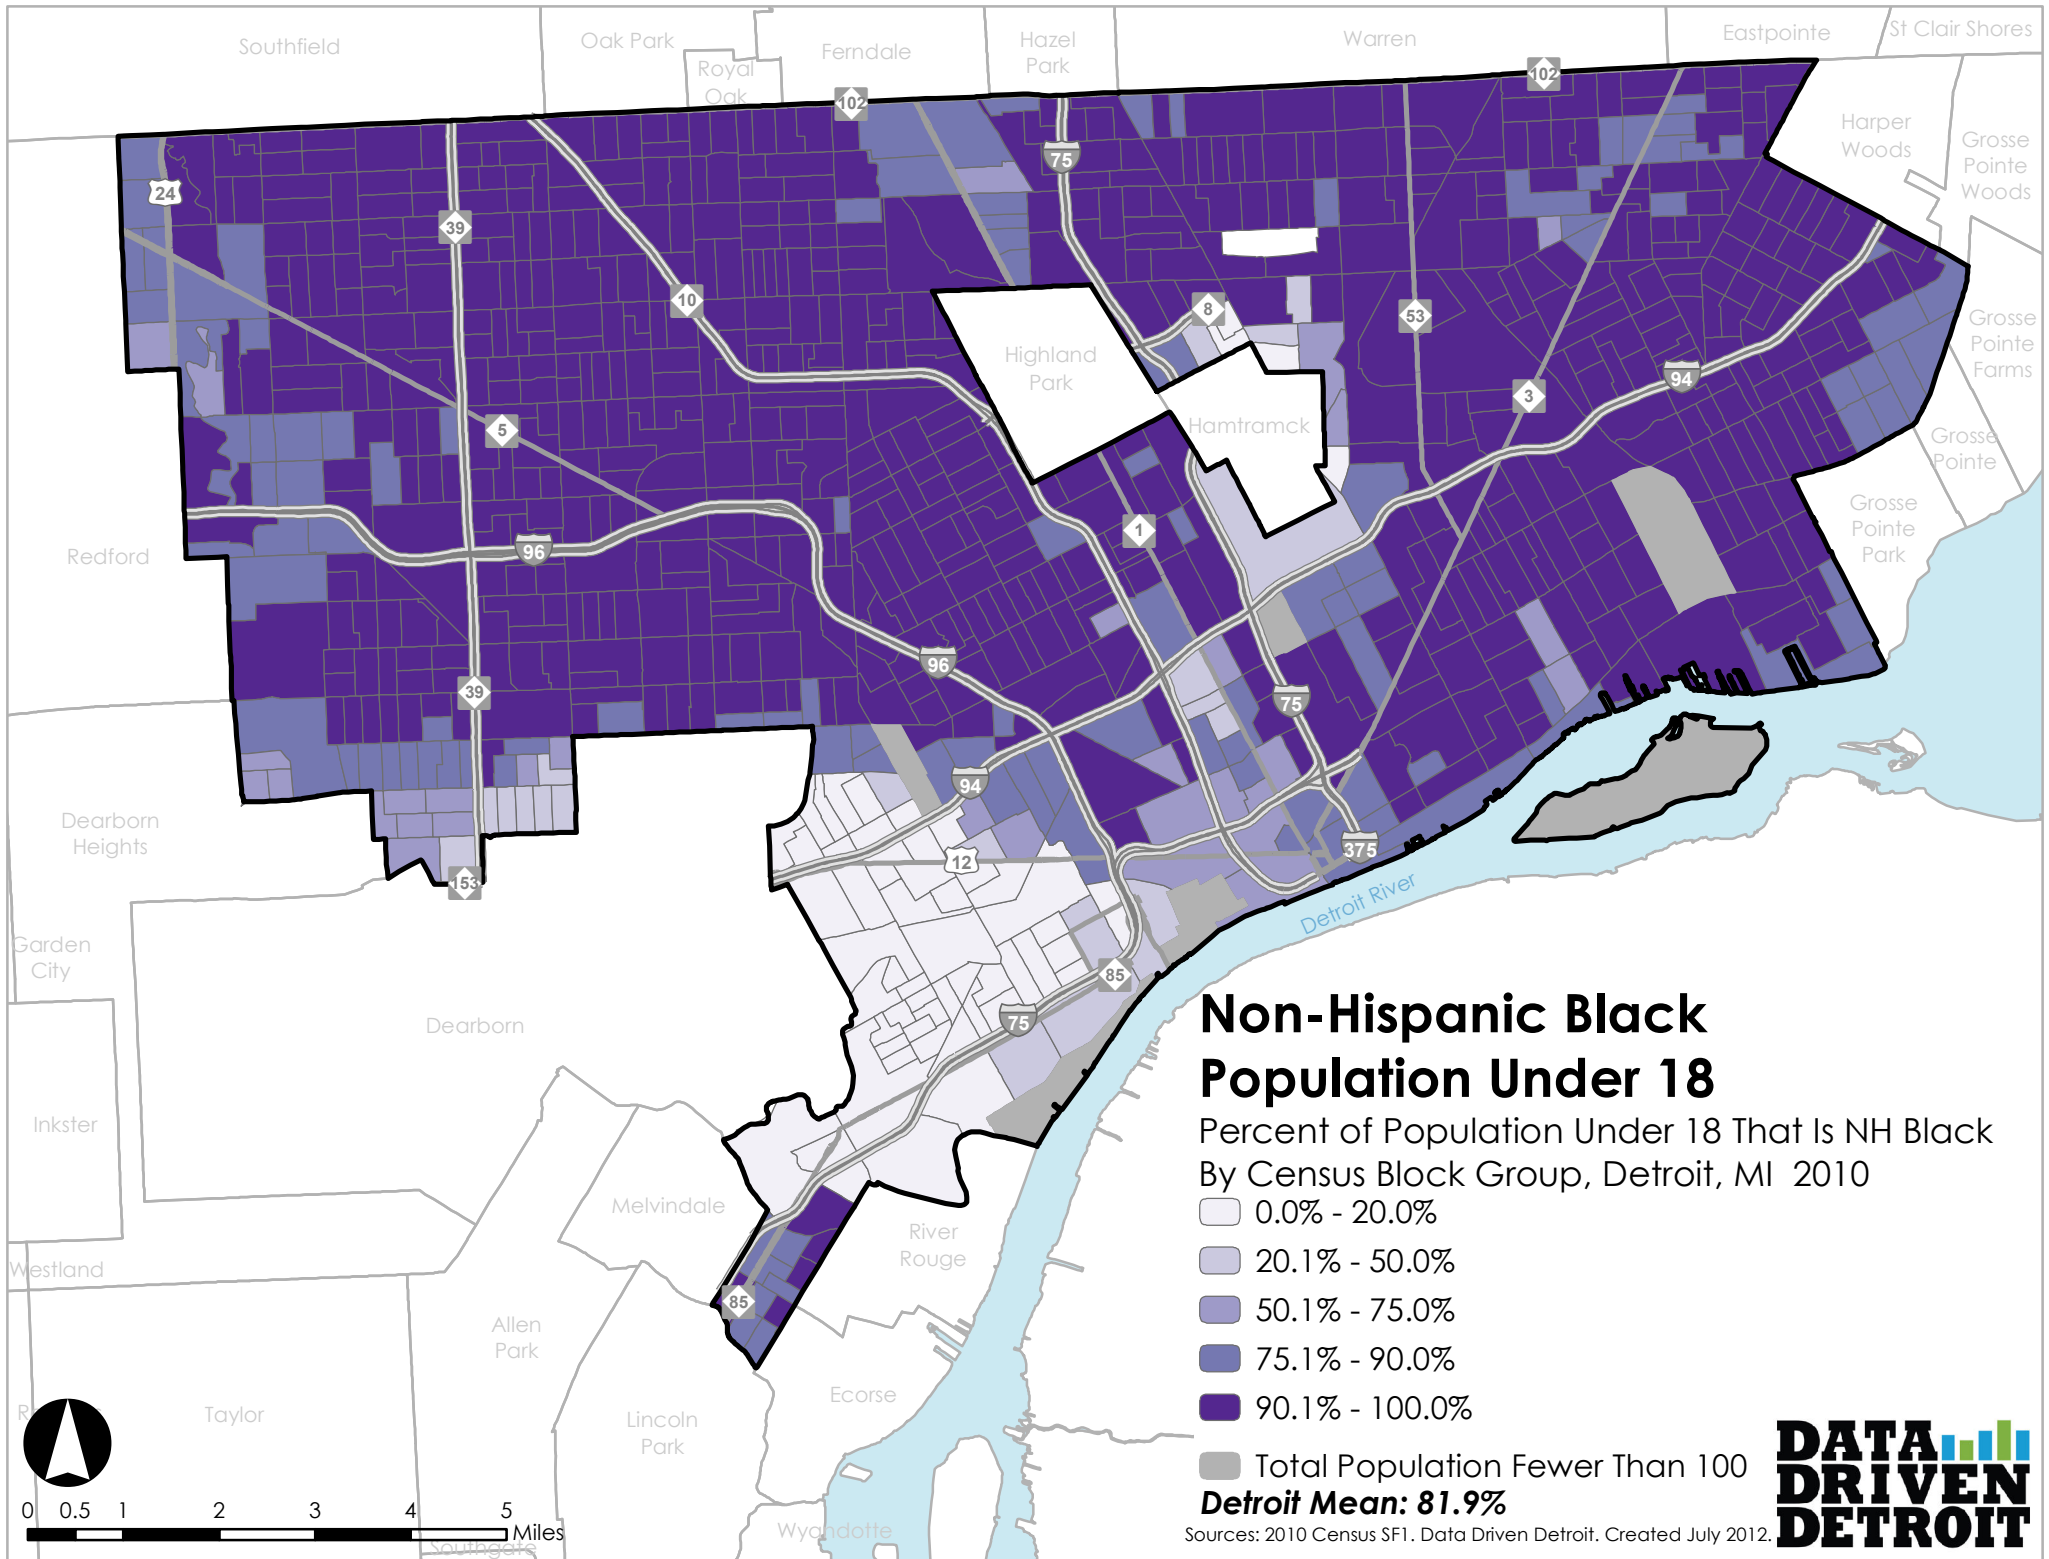 Southfield
Oak Park
Royal
Oak
Ferndale
Hazel
Park
Warren
Eastpointe
St Clair Shores
Harper
Woods
Grosse
Pointe
Woods
Grosse
Pointe
Farms
Grosse
Pointe
Grosse
Pointe
Park
102
102
24
39
75
10
8
53
Highland
Park
Hamtramck
5
3
94
1
96
96
Redford
39
75
94
12
375
153
Dearborn
Heights
Garden
City
Dearborn
Inkster
85
75
Detroit River
Melvindale
River
Rouge
Westland
85
Allen
Park
Taylor
Lincoln
Park
Ecorse
Wyandotte
Southgate
Non-Hispanic Black
Population Under 18
Percent of Population Under 18 That Is NH Black
By Census Block Group, Detroit, MI 2010
0.0% - 20.0%
20.1% - 50.0%
50.1% - 75.0%
75.1% - 90.0%
90.1% - 100.0%
Total Population Fewer Than 100
Detroit Mean: 81.9%
Sources: 2010 Census SF1. Data Driven Detroit. Created July 2012.
DATA
DRIVEN
DETROIT
0 0.5 1 2 3 4 5
Miles